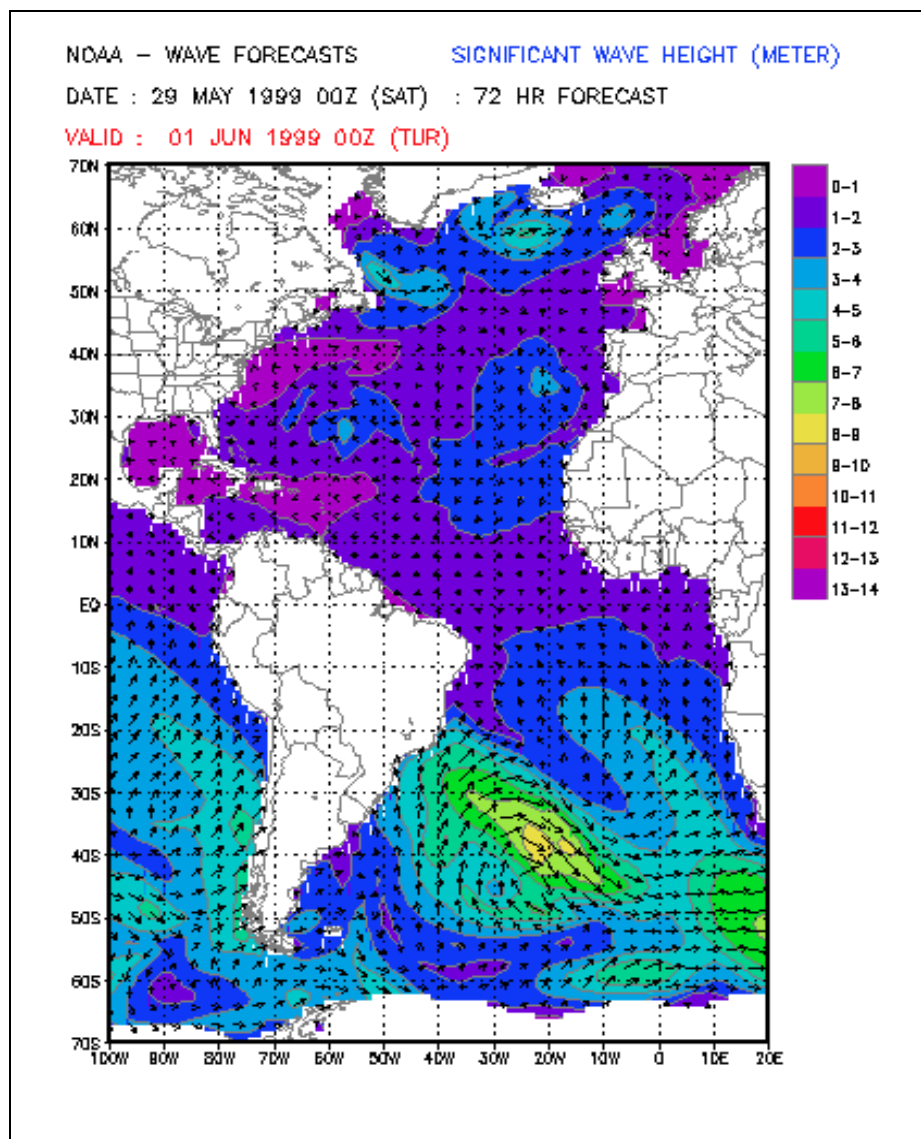 NOAA – WAVE FORECASTS SIGNIFICANT WAVE HEIGHT (METER)
DATE : 29 MAY 1999 00Z (SAT) : 72 HR FORECAST
VALID : 01 JUN 1999 00Z (TUR)
70N
60N
50N
40N
30N
20N
10N
EQ
10S
20S
30S
40S
50S
60S
70S
100W 90W 80W 70W 60W 50W 40W 30W 20W 10W 0 10E 20E
0-1
1-2
2-3
3-4
4-5
5-6
6-7
7-8
8-9
9-10
10-11
11-12
12-13
13-14